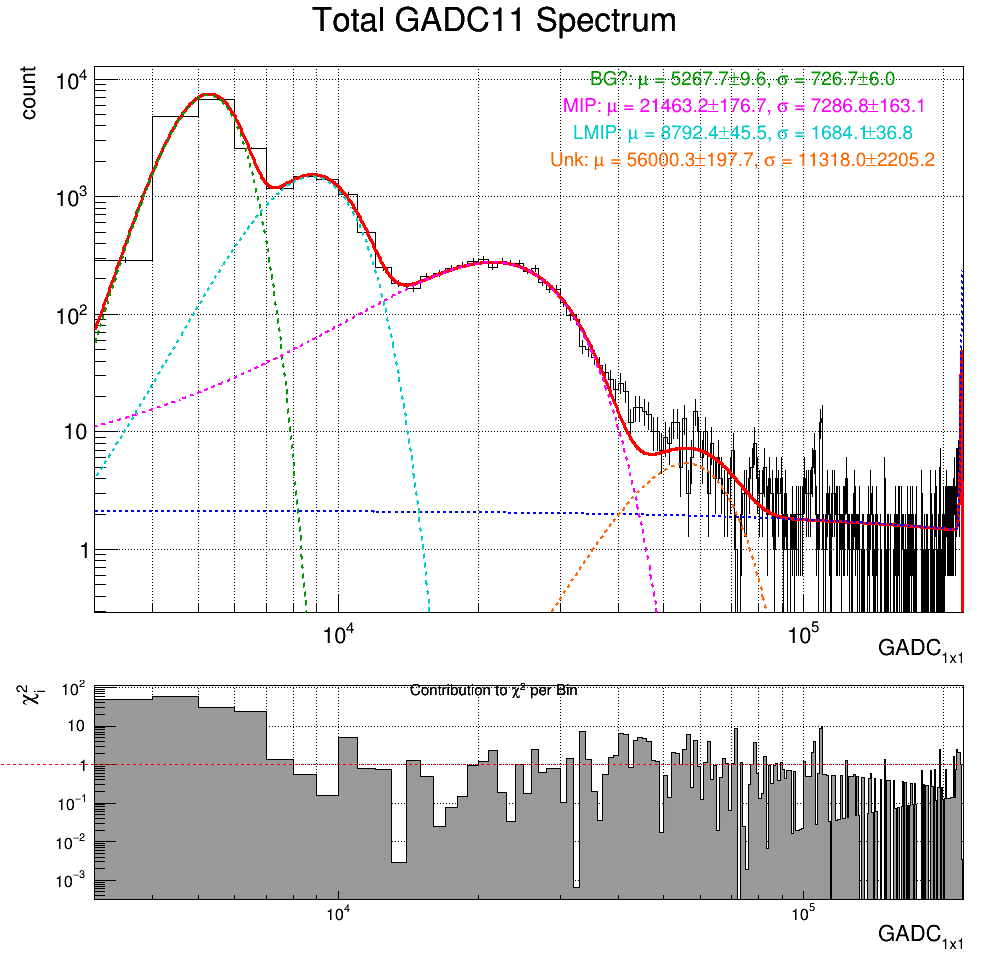 Total GADC11 Spectrum
count
10⁴
10³
10²
10
1
BG?: μ = 5267.7±9.6, σ = 726.7±6.0
MIP: μ = 21463.2±176.7, σ = 7286.8±163.1
LMIP: μ = 8792.4±45.5, σ = 1684.1±36.8
Unk: μ = 56000.3±197.7, σ = 11318.0±2205.2
10⁴ 10⁵
GADC₁ₓ₁
χ²ᵢ
Contribution to χ² per Bin
10²
10
1
10⁻¹
10⁻²
10⁻³
10⁴ 10⁵
GADC₁ₓ₁